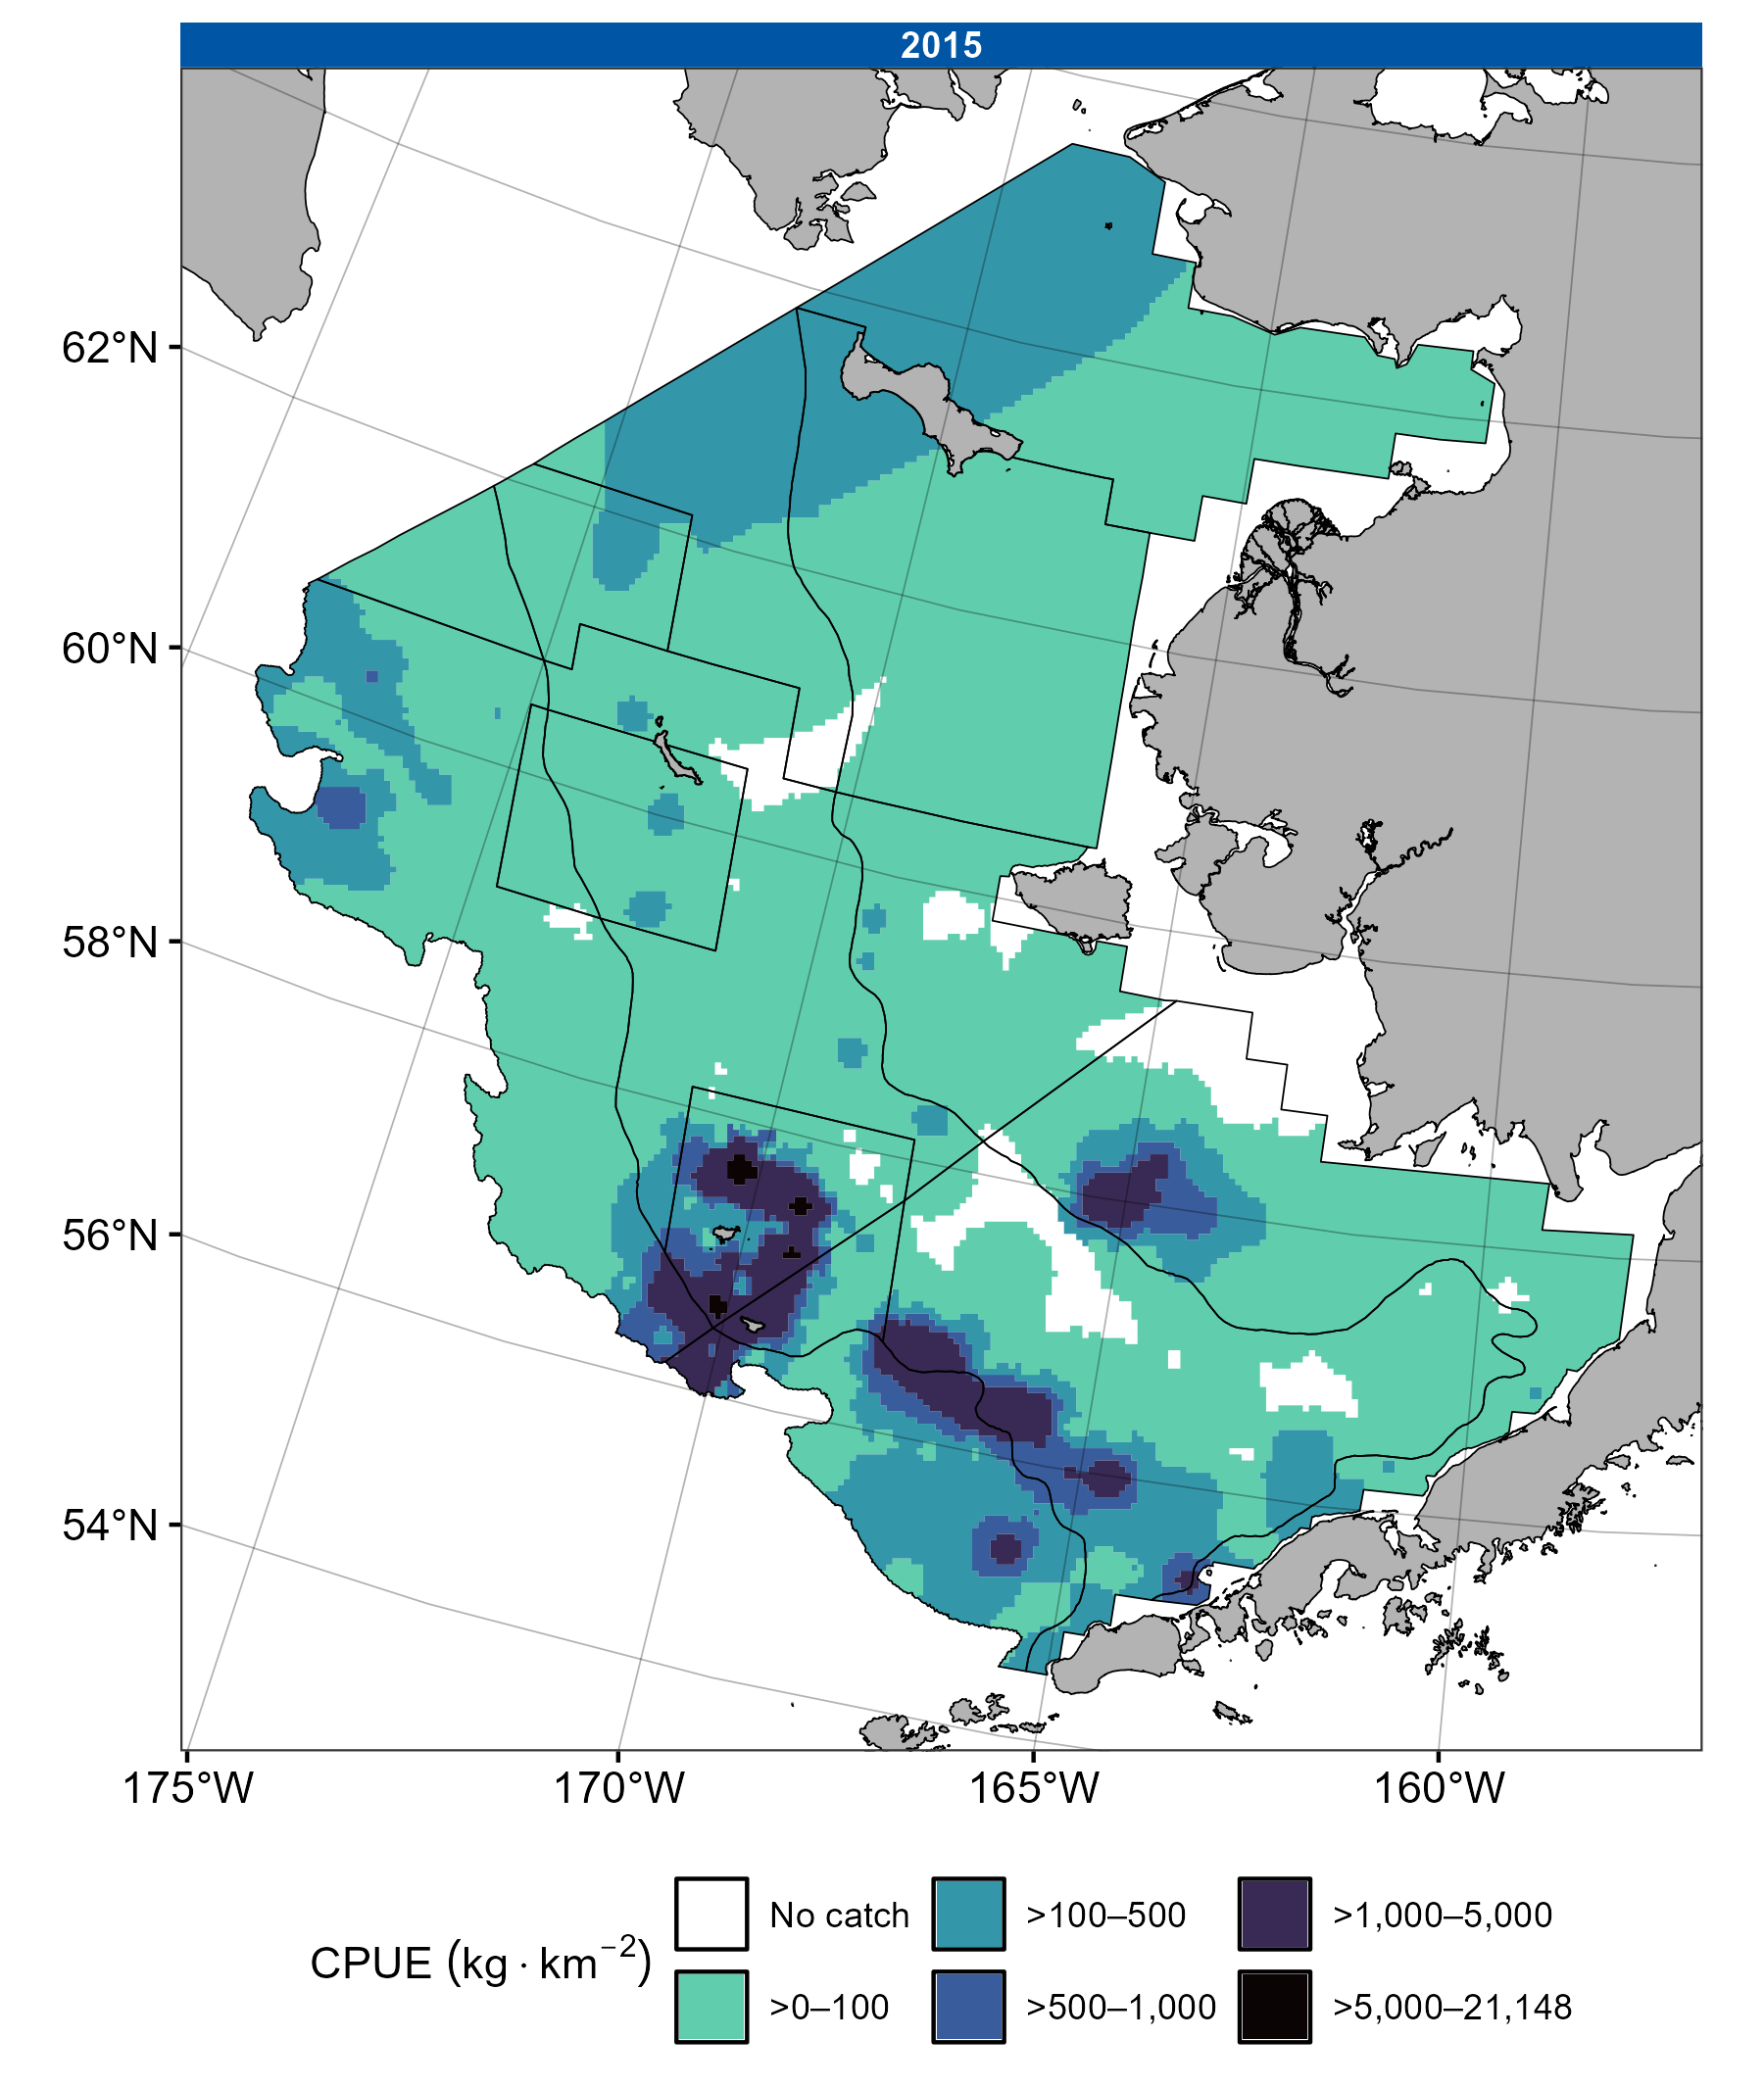 2015
62°N
60°N
58°N
56°N
54°N
175°W 170°W 165°W 160°W
CPUE (kg · km⁻²)
No catch >100–500 >1,000–5,000
>0–100 >500–1,000 >5,000–21,148